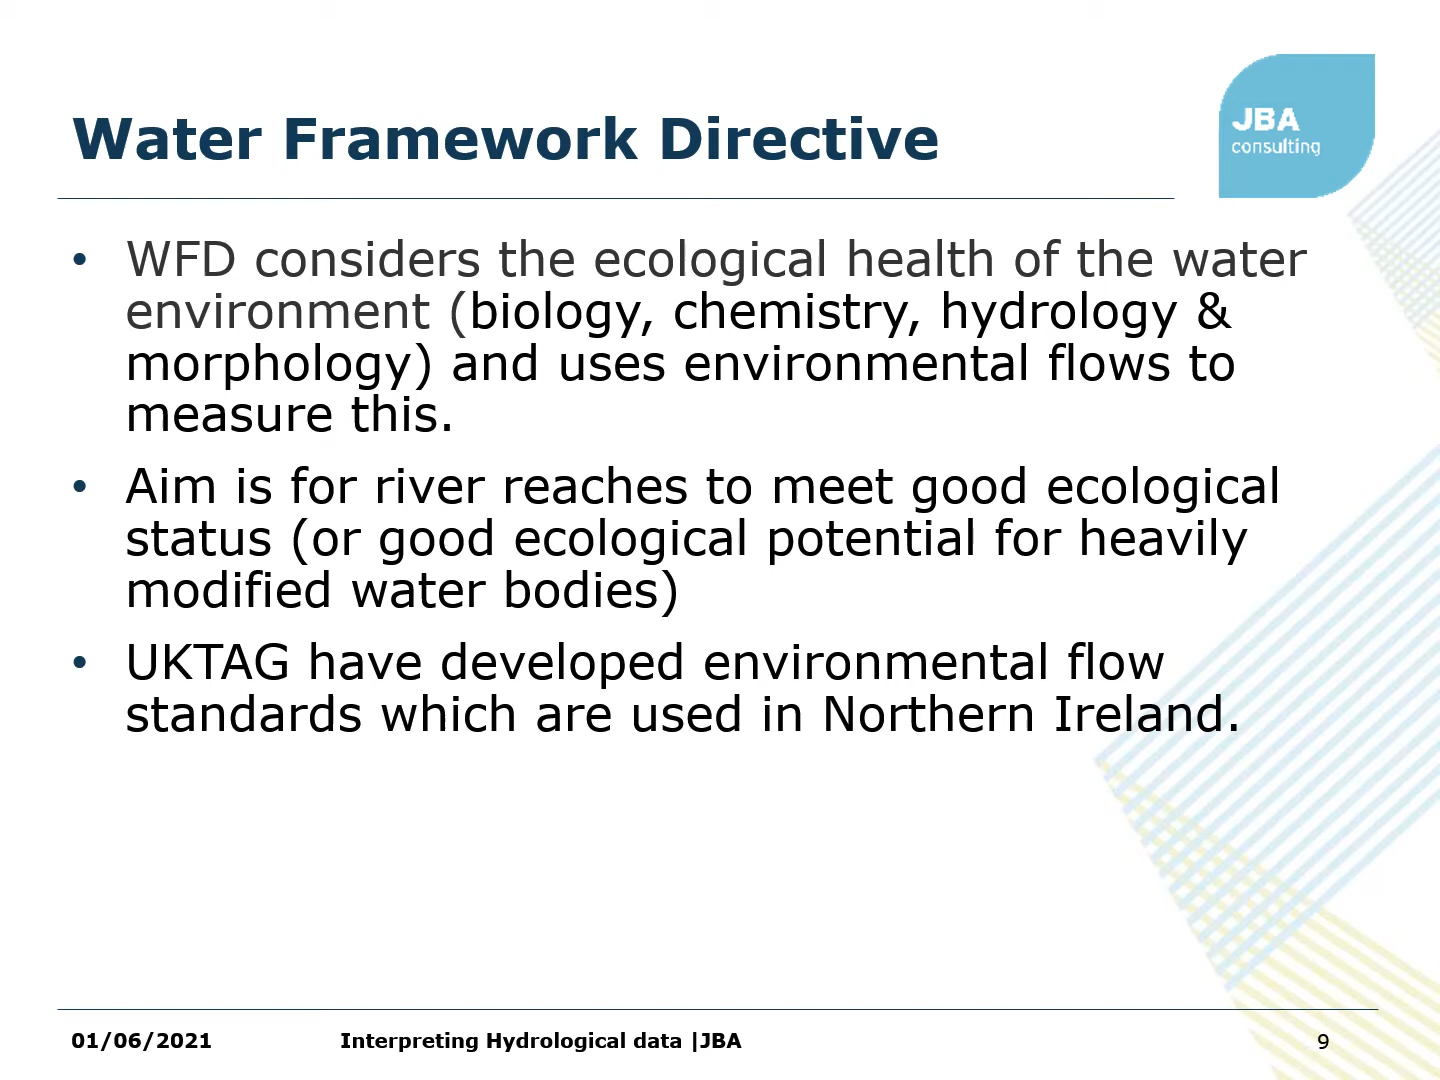 Water Framework Directive
JBA
consulting
• WFD considers the ecological health of the water
environment (biology, chemistry, hydrology &
morphology) and uses environmental flows to
measure this.
• Aim is for river reaches to meet good ecological
status (or good ecological potential for heavily
modified water bodies)
• UKTAG have developed environmental flow
standards which are used in Northern Ireland.
01/06/2021 Interpreting Hydrological data |JBA 9